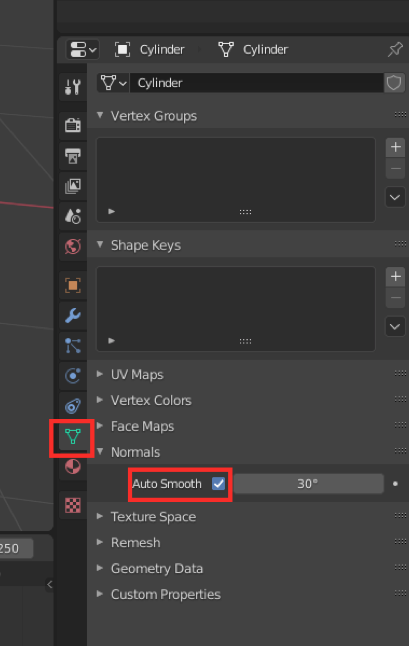 Cylinder › Cylinder
Cylinder
Vertex Groups
Shape Keys
UV Maps
Vertex Colors
Face Maps
Normals
Auto Smooth 30°
Texture Space
250
Remesh
Geometry Data
Custom Properties